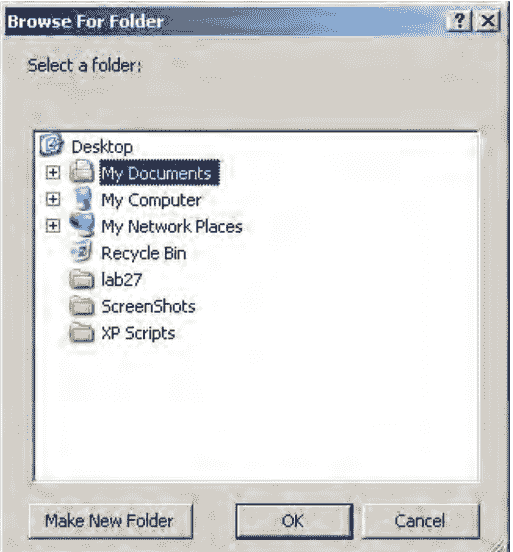 Browse For Folder
Select a folder:
Desktop
My Documents
My Computer
My Network Places
Recycle Bin
lab27
ScreenShots
XP Scripts
Make New Folder OK Cancel